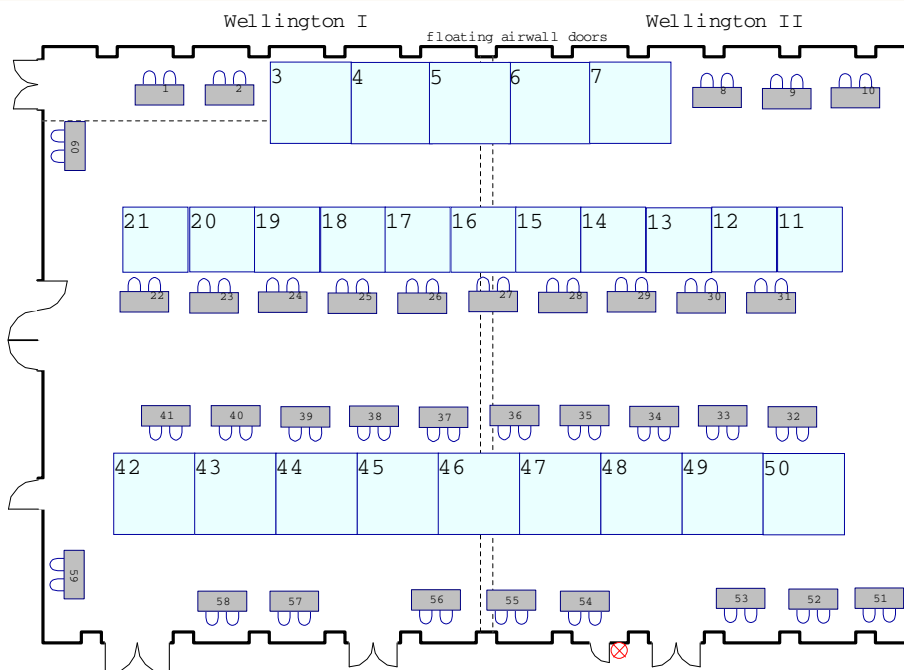 Wellington I
Wellington II
floating airwall doors
3 4 5 6 7
1 2 8 9 10
60
21 20 19 18 17 16 15 14 13 12 11
22 23 24 25 26 27 28 29 30 31
41 40 39 38 37 36 35 34 33 32
42 43 44 45 46 47 48 49 50
59
58 57 56 55 54 53 52 51